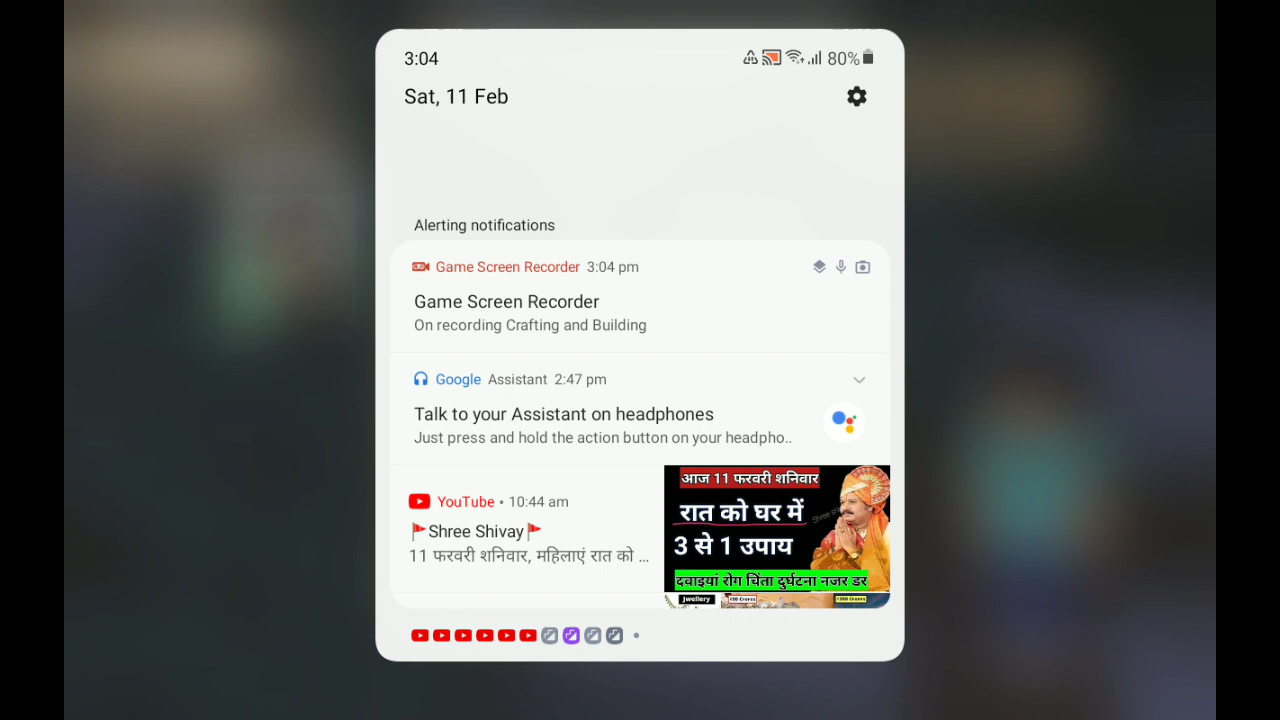 3:04
80%
Sat, 11 Feb
Alerting notifications
Game Screen Recorder 3:04 pm
Game Screen Recorder
On recording Crafting and Building
Google Assistant 2:47 pm
Talk to your Assistant on headphones
Just press and hold the action button on your headpho..
YouTube • 10:44 am
🚩Shree Shivay🚩
11 फरवरी शनिवार, महिलाएं रात को ...
आज 11 फरवरी शनिवार
रात को घर में
3 से 1 उपाय
दवाइयां रोग चिंता दुर्घटना नजर डर
Jwellery